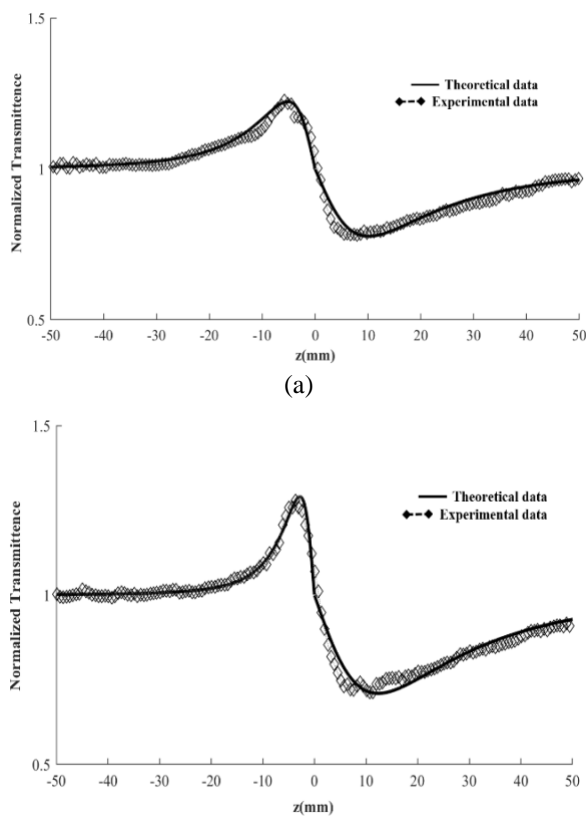 1.5
Normalized Transmittence
Theoretical data
Experimental data
1
0.5
-50 -40 -30 -20 -10 0 10 20 30 40 50
z(mm)
(a)
1.5
Normalized Transmittence
Theoretical data
Experimental data
1
0.5
-50 -40 -30 -20 -10 0 10 20 30 40 50
z(mm)